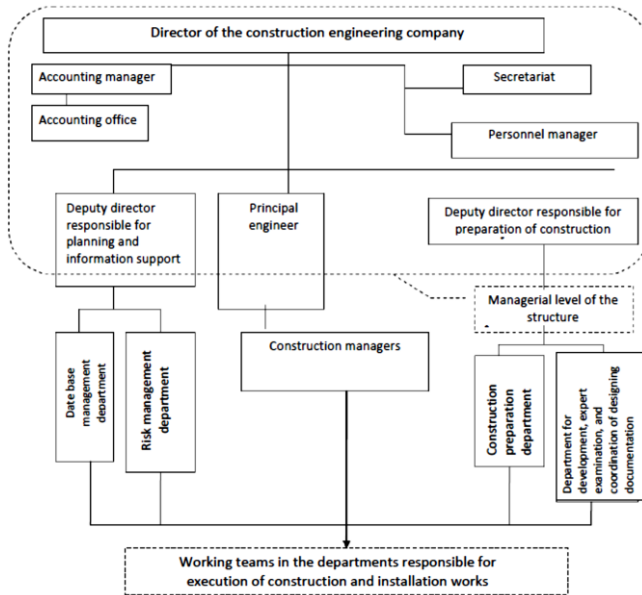 Director of the construction engineering company
Accounting manager
Secretariat
Accounting office
Personnel manager
Deputy director
responsible for
planning and
information support
Principal
engineer
Deputy director responsible for
preparation of construction
Managerial level of the
structure
Date base
management
department
Risk management
department
Construction managers
Construction
preparation
department
Department for
development, expert
examination, and
coordination of designing
documentation
Working teams in the departments responsible for
execution of construction and installation works